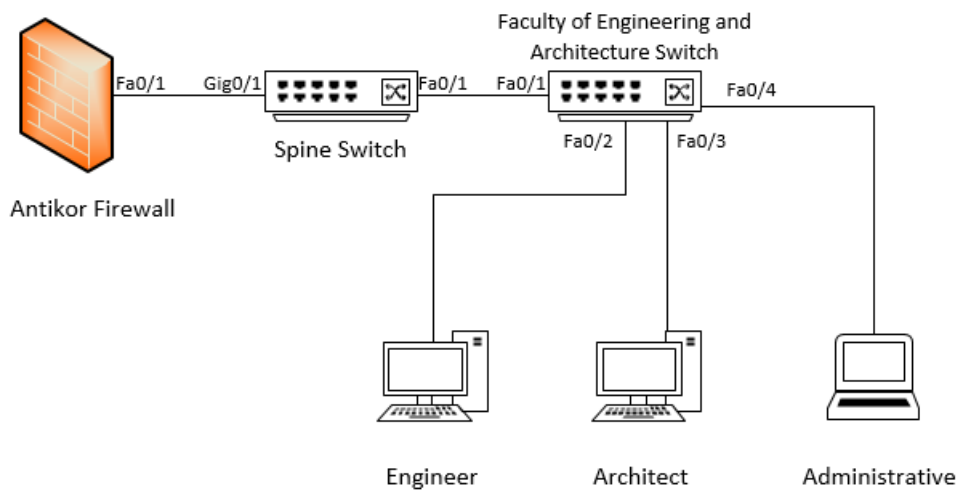 Faculty of Engineering and
Architecture Switch
Fa0/1
Gig0/1
Fa0/1
Fa0/1
Fa0/4
Spine Switch
Fa0/2
Fa0/3
Antikor Firewall
Engineer
Architect
Administrative